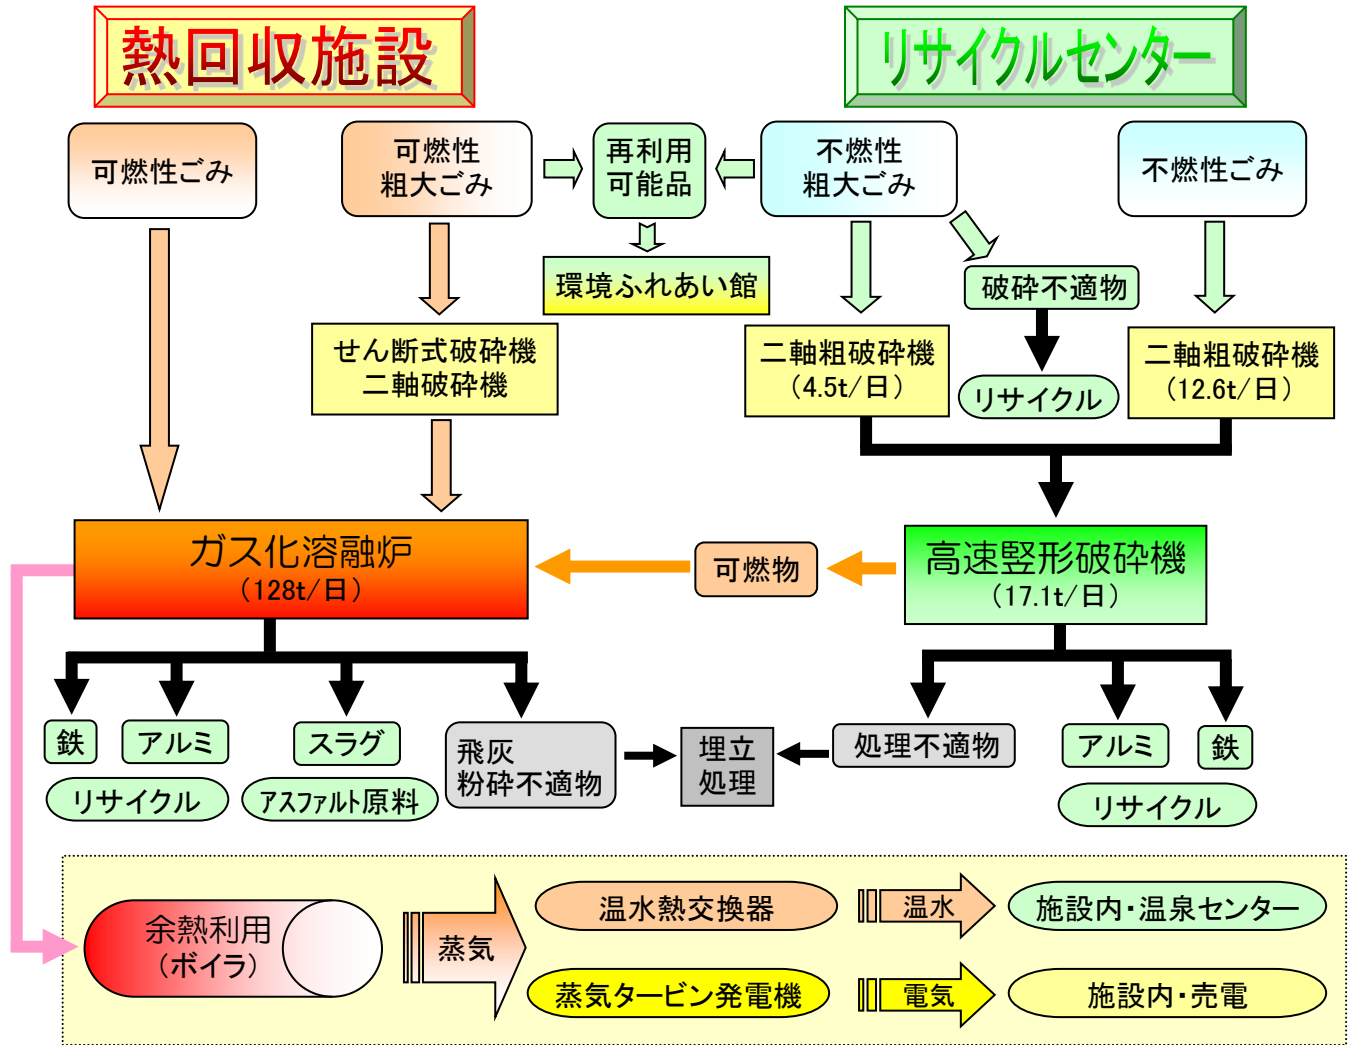 熱回収施設
リサイクルセンター
可燃性ごみ
可燃性
粗大ごみ
再利用
可能品
不燃性
粗大ごみ
不燃性ごみ
環境ふれあい館
破砕不適物
せん断式破砕機
二軸破砕機
二軸粗破砕機
(4.5t/日)
リサイクル
二軸粗破砕機
(12.6t/日)
ガス化溶融炉
(128t/日)
可燃物
高速竪形破砕機
(17.1t/日)
鉄
アルミ
スラグ
飛灰
粉砕不適物
埋立
処理
処理不適物
アルミ
鉄
リサイクル
アスファルト原料
リサイクル
余熱利用
(ボイラ)
蒸気
温水熱交換器
温水
施設内・温泉センター
蒸気タービン発電機
電気
施設内・売電